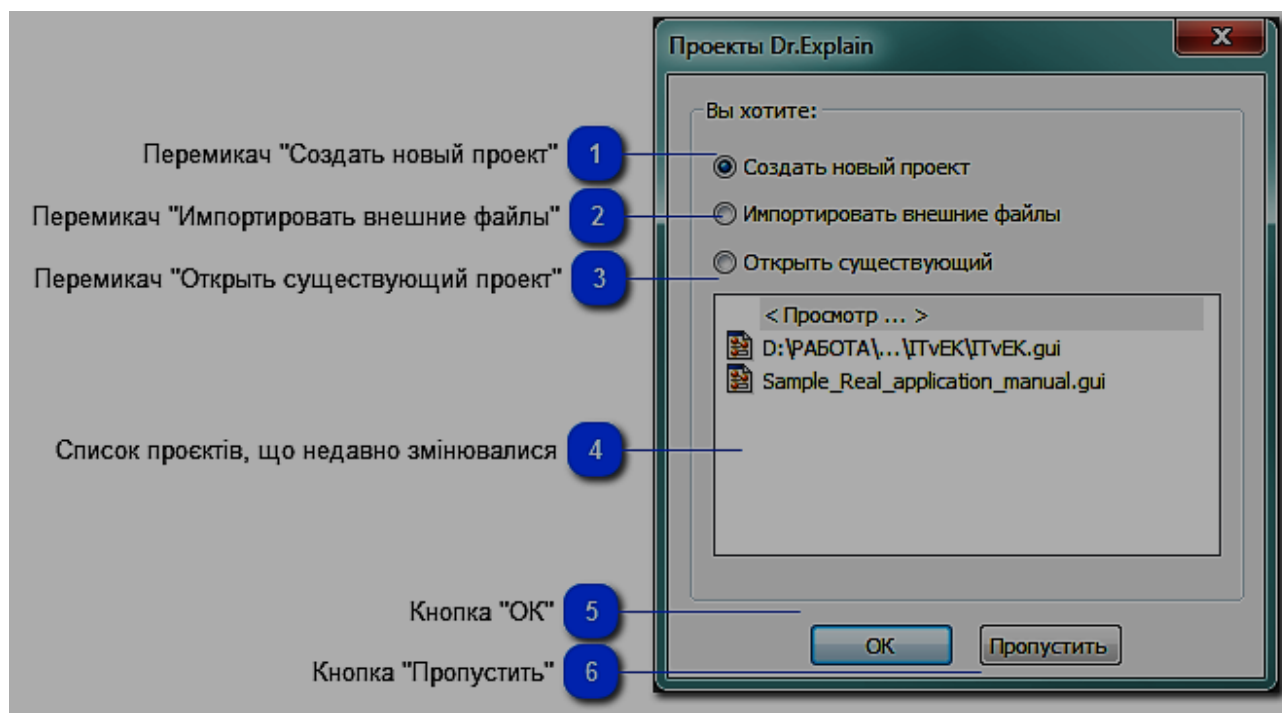 Проекты Dr.Explain
X
Вы хотите:
Перемикач "Создать новый проект" 1
Создать новый проект
Перемикач "Импортировать внешние файлы" 2
Импортировать внешние файлы
Перемикач "Открыть существующий проект" 3
Открыть существующий
< Просмотр ... >
D:\РАБОТА\...\ITvEK\ITvEK.gui
Sample_Real_application_manual.gui
Список проєктів, що недавно змінювалися 4
Кнопка "ОК" 5
ОК
Пропустить
Кнопка "Пропустить" 6